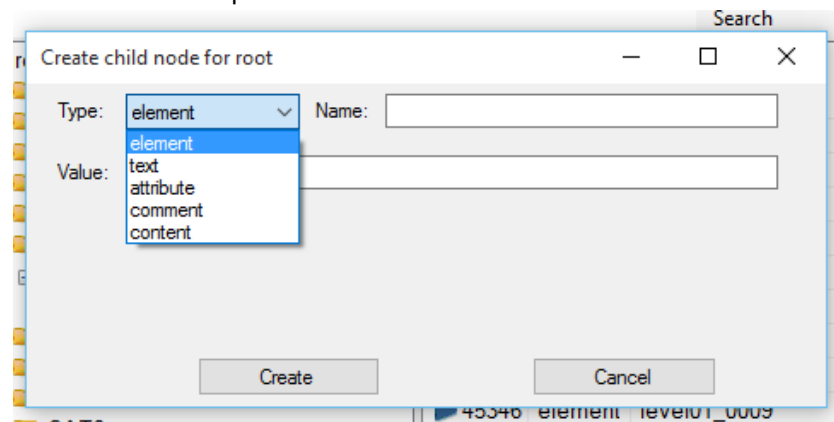 Search
Create child node for root
Type: element Name:
element
text
Value:
attribute
comment
content
Create Cancel
45346 element level01_0009